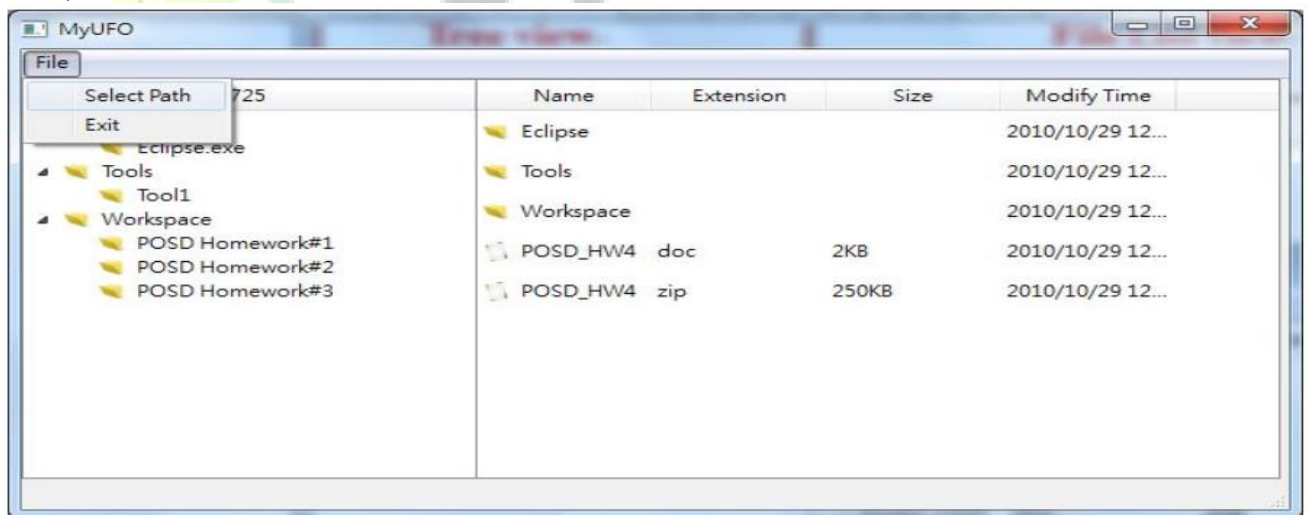 MyUFO
File
Select Path
Exit
725
Eclipse.exe
Tools
Tool1
Workspace
POSD Homework#1
POSD Homework#2
POSD Homework#3
Name Extension Size Modify Time
Eclipse 2010/10/29 12...
Tools 2010/10/29 12...
Workspace 2010/10/29 12...
POSD_HW4 doc 2KB 2010/10/29 12...
POSD_HW4 zip 250KB 2010/10/29 12...